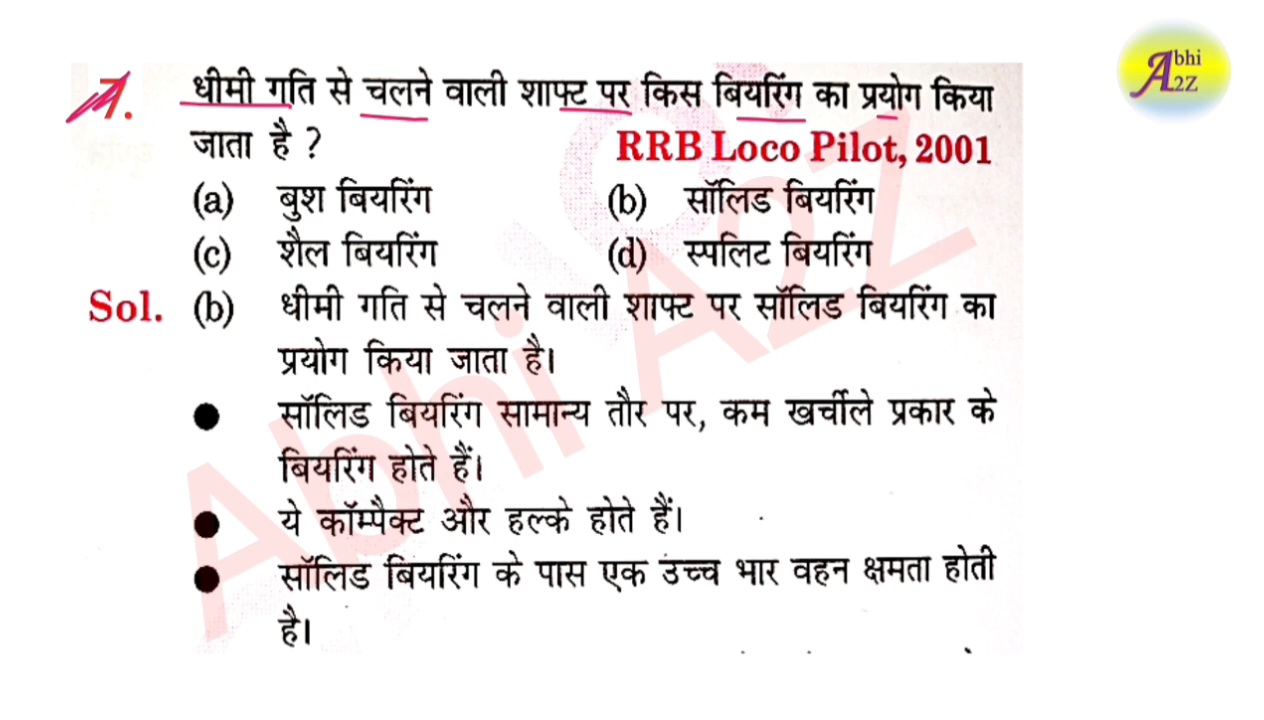 Abhi
A2Z
7. धीमी गति से चलने वाली शाफ्ट पर किस बियरिंग का प्रयोग किया
जाता है ? RRB Loco Pilot, 2001
(a) बुश बियरिंग (b) सॉलिड बियरिंग
(c) शैल बियरिंग (d) स्पलिट बियरिंग
Sol. (b) धीमी गति से चलने वाली शाफ्ट पर सॉलिड बियरिंग का
प्रयोग किया जाता है।
● सॉलिड बियरिंग सामान्य तौर पर, कम खर्चीले प्रकार के
बियरिंग होते हैं।
● ये कॉम्पैक्ट और हल्के होते हैं।
● सॉलिड बियरिंग के पास एक उच्च भार वहन क्षमता होती
है।
Abhi A2Z